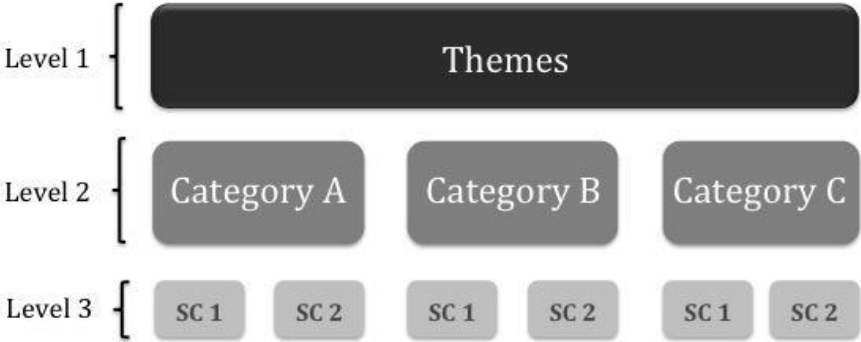 Level 1
Themes
Level 2
Category A
Category B
Category C
Level 3
SC 1
SC 2
SC 1
SC 2
SC 1
SC 2